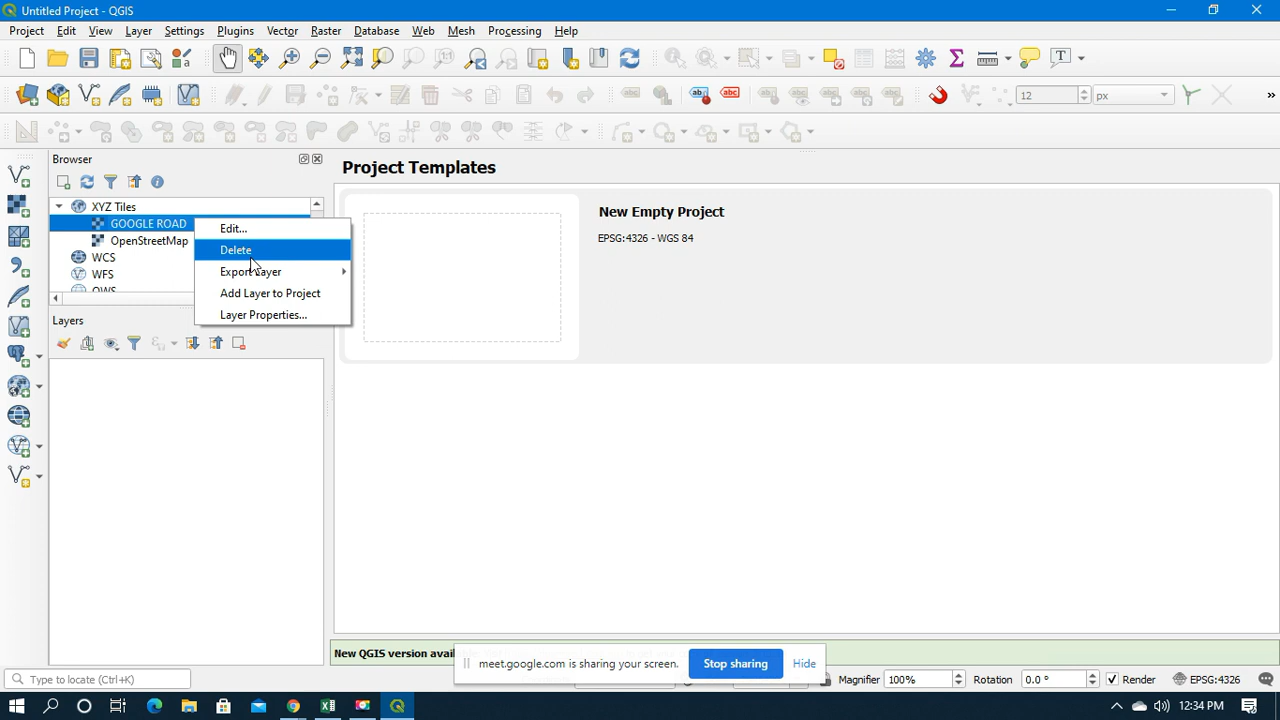 Untitled Project - QGIS
Project Edit View Layer Settings Plugins Vector Raster Database Web Mesh Processing Help
12 px
Browser
XYZ Tiles
GOOGLE ROAD
OpenStreetMap
WCS
WFS
OWS
Edit...
Delete
Export Layer
Add Layer to Project
Layer Properties...
Layers
Project Templates
New Empty Project
EPSG:4326 - WGS 84
New QGIS version avail
meet.google.com is sharing your screen. Stop sharing Hide
Type to locate (Ctrl+K) Magnifier 100% Rotation 0.0 ° Render EPSG:4326
12:34 PM